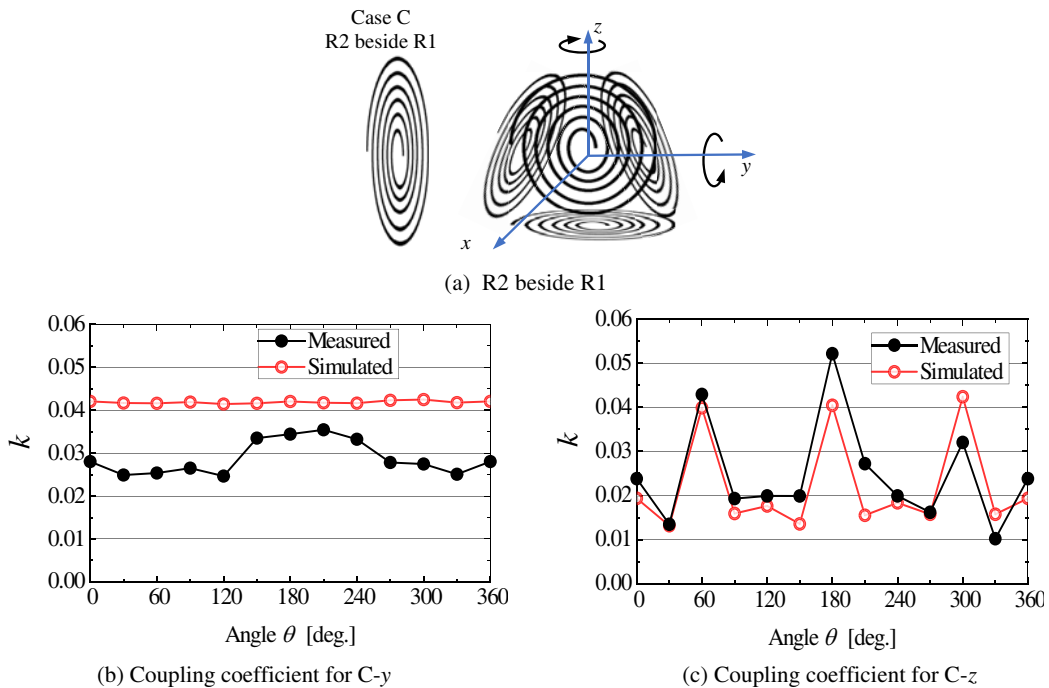 Case C
R2 beside R1
z
y
x
(a) R2 beside R1
0.06
0.05
0.04
0.03
0.02
0.01
0.00
k
Measured
Simulated
0 60 120 180 240 300 360
Angle θ [deg.]
(b) Coupling coefficient for C-y
0.06
0.05
0.04
0.03
0.02
0.01
0.00
k
Measured
Simulated
0 60 120 180 240 300 360
Angle θ [deg.]
(c) Coupling coefficient for C-z